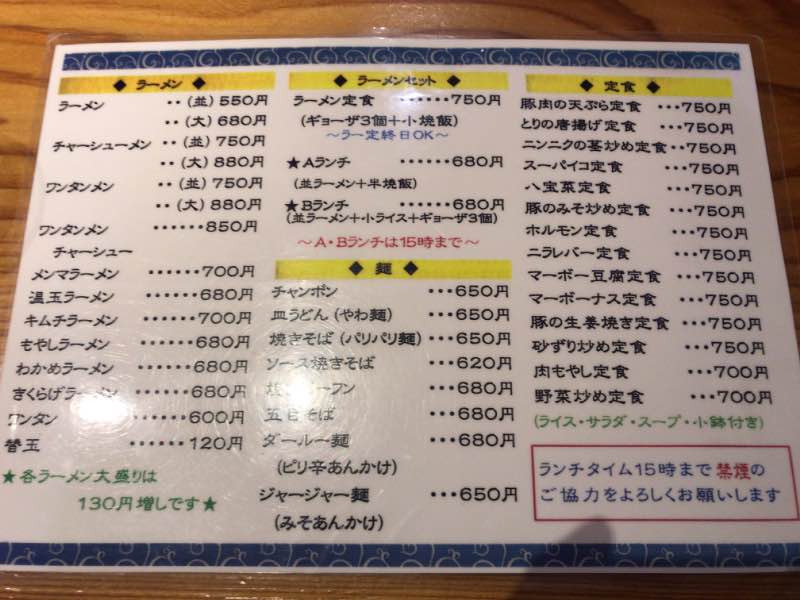 ◆ ラーメン ◆
ラーメン ‥(並)550円
‥(大)680円
チャーシューメン ‥(並)750円
‥(大)880円
ワンタンメン ‥(並)750円
‥(大)880円
ワンタンメン ‥‥‥850円
チャーシュー
メンマラーメン ‥‥‥700円
温玉ラーメン ‥‥‥680円
キムチラーメン ‥‥‥700円
もやしラーメン ‥‥‥680円
わかめラーメン ‥‥‥680円
きくらげラーメン ‥‥‥680円
ワンタン ‥‥‥600円
替玉 ‥‥‥120円
★各ラーメン大盛りは
130円増しです★
◆ ラーメンセット ◆
ラーメン定食 ‥‥‥750円
(ギョーザ3個+小焼飯)
~ラー定終日OK~
★Aランチ ‥‥‥680円
(並ラーメン+半焼飯)
★Bランチ ‥‥‥680円
(並ラーメン+小ライス+ギョーザ3個)
~A・Bランチは15時まで~
◆ 麺 ◆
チャンポン ・・・650円
皿うどん(やわ麺) ・・・650円
焼きそば(パリパリ麺) ・・・650円
ソース焼きそば ・・・620円
ーフン ・・・680円
五目そば ・・・680円
ダールー麺 ・・・680円
(ピリ辛あんかけ)
ジャージャー麺 ・・・650円
(みそあんかけ)
◆ 定食 ◆
豚肉の天ぷら定食 ・・・750円
とりの唐揚げ定食 ・・・750円
ニンニクの茎炒め定食・・750円
スーパイコ定食 ・・・750円
八宝菜定食 ・・・750円
豚のみそ炒め定食 ・・・750円
ホルモン定食 ・・・750円
ニラレバー定食 ・・・750円
マーボー豆腐定食 ・・・750円
マーボーナス定食 ・・・750円
豚の生姜焼き定食 ・・・750円
砂ずり炒め定食 ・・・750円
肉もやし定食 ・・・700円
野菜炒め定食 ・・・700円
(ライス・サラダ・スープ・小鉢付き)
ランチタイム15時まで禁煙の
ご協力をよろしくお願いします